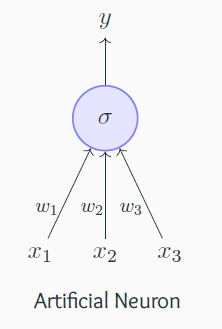 y
σ
w₁ w₂ w₃
x₁ x₂ x₃
Artificial Neuron